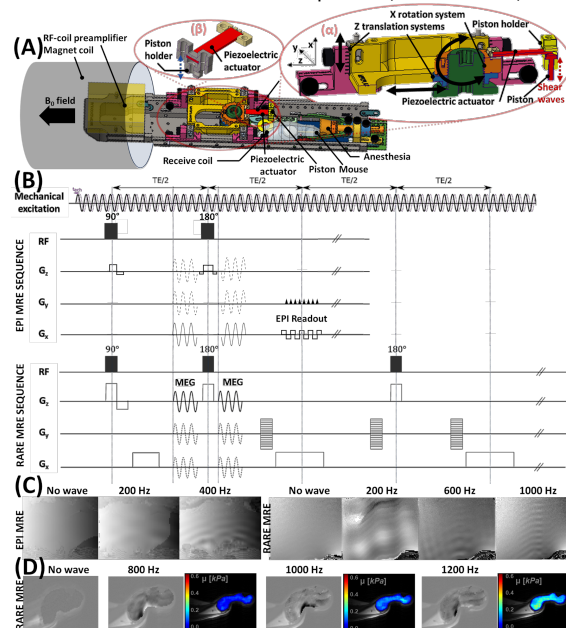 (A)
RF-coil preamplifier
Magnet coil
B₀ field
(β)
Piston
holder
Piezoelectric
actuator
(α)
X rotation system
Z translation systems
Piston holder
x
y
z
Piezoelectric actuator
Piston
Shear
waves
Receive coil
Piezoelectric
actuator
Piston
Mouse
Anesthesia
(B)
TE/2
TE/2
TE/2
TE/2
Mechanical
excitation
EPI MRE SEQUENCE
90°
180°
RF
Gz
Gy
Gx
EPI Readout
RARE MRE SEQUENCE
90°
180°
180°
RF
MEG
MEG
Gz
Gy
Gx
(C)
No wave
200 Hz
400 Hz
No wave
200 Hz
600 Hz
1000 Hz
EPI MRE
RARE MRE
(D)
No wave
800 Hz
1000 Hz
1200 Hz
RARE MRE
0.6
0.4
0.2
0
μ [kPa]
0.6
0.4
0.2
0
μ [kPa]
0.6
0.4
0.2
0
μ [kPa]